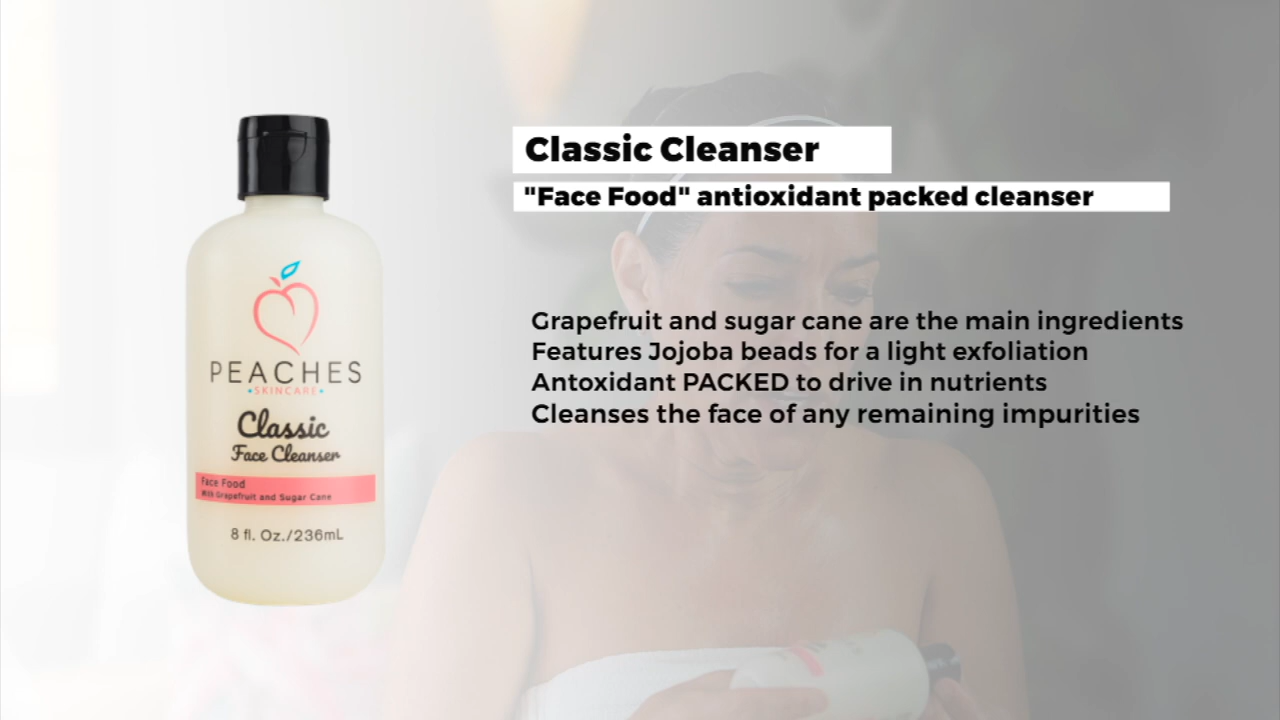 Classic Cleanser
"Face Food" antioxidant packed cleanser
Grapefruit and sugar cane are the main ingredients
Features Jojoba beads for a light exfoliation
Antoxidant PACKED to drive in nutrients
Cleanses the face of any remaining impurities
PEACHES
SKINCARE
Classic
Face Cleanser
Face Food
With Grapefruit and Sugar Cane
8 fl. Oz./236mL